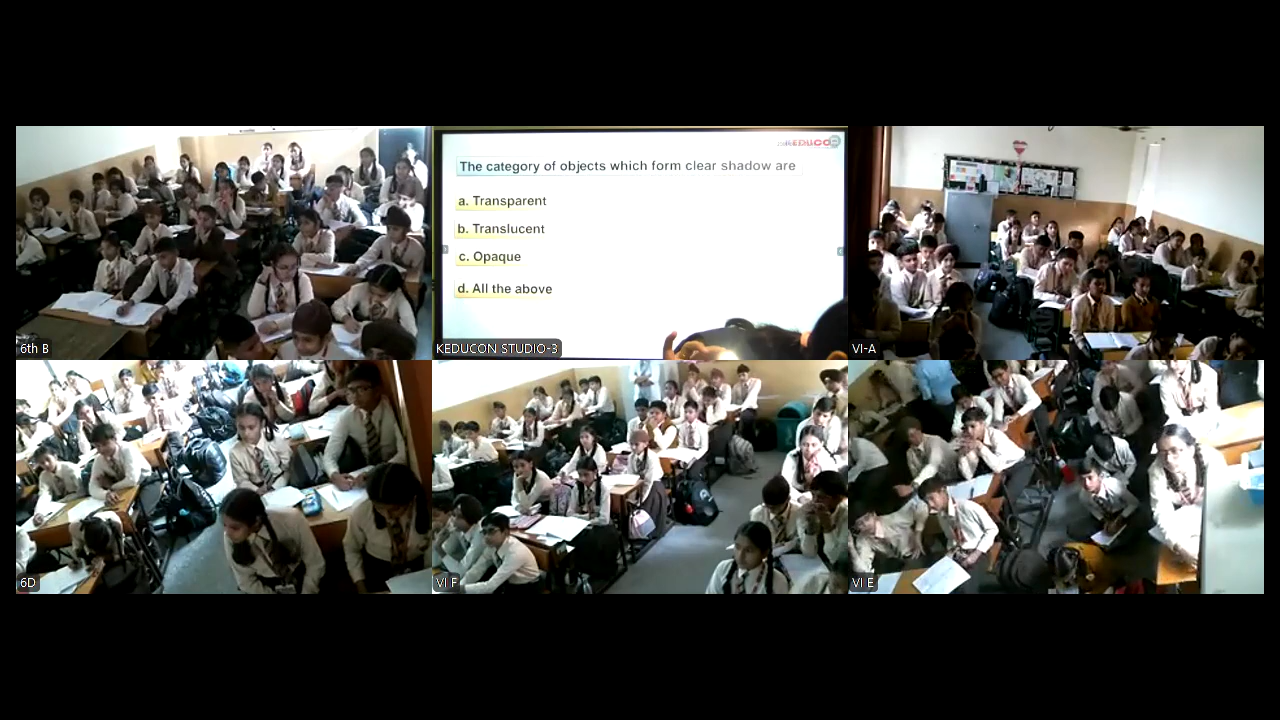 The category of objects which form clear shadow are
a. Transparent
b. Translucent
c. Opaque
d. All the above
6th B
KEDUCON STUDIO-3
VI-A
6D
VI F
VI E